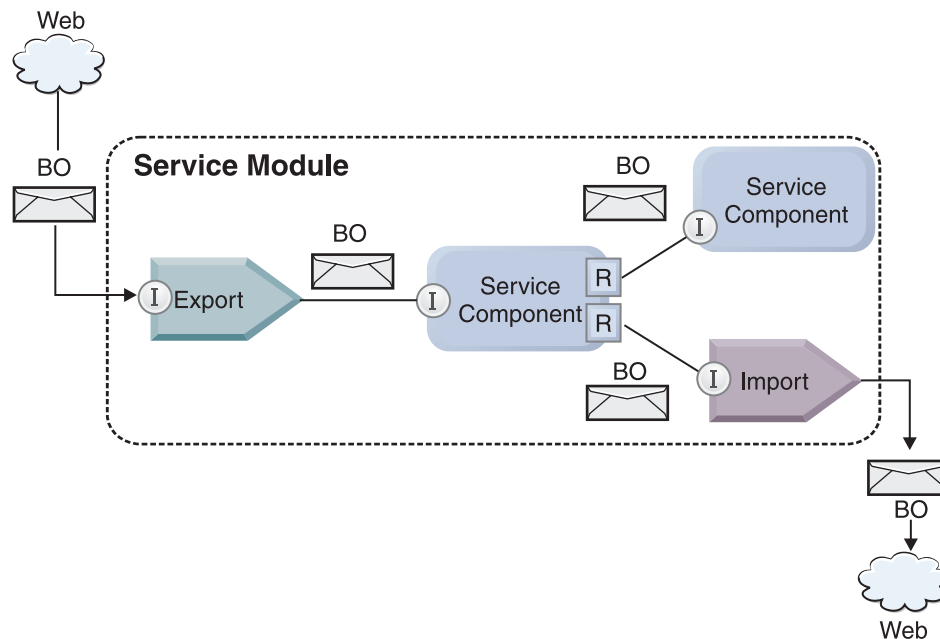 Web
BO
Service Module
BO
Service
Component
I
I
Export
BO
I
Service
Component
R
R
BO
I
Import
BO
Web